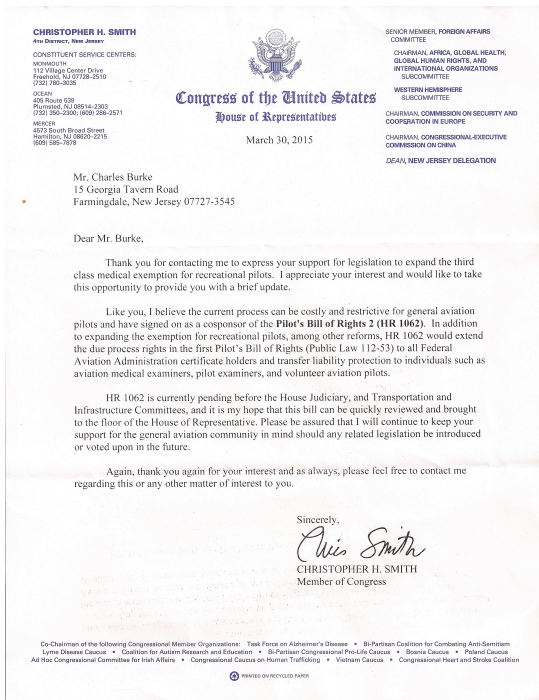 CHRISTOPHER H. SMITH
4TH DISTRICT, NEW JERSEY
CONSTITUENT SERVICE CENTERS:
MONMOUTH
112 Village Center Drive
Freehold, NJ 07728–2510
(732) 780–3035
OCEAN
405 Route 539
Plumsted, NJ 08514–2303
(732) 350–2300; (609) 286–2571
MERCER
4573 South Broad Street
Hamilton, NJ 08620–2215
(609) 585–7878
Congress of the United States
House of Representatives
March 30, 2015
SENIOR MEMBER, FOREIGN AFFAIRS
COMMITTEE
CHAIRMAN, AFRICA, GLOBAL HEALTH,
GLOBAL HUMAN RIGHTS, AND
INTERNATIONAL ORGANIZATIONS
SUBCOMMITTEE
WESTERN HEMISPHERE
SUBCOMMITTEE
CHAIRMAN, COMMISSION ON SECURITY AND
COOPERATION IN EUROPE
CHAIRMAN, CONGRESSIONAL-EXECUTIVE
COMMISSION ON CHINA
DEAN, NEW JERSEY DELEGATION
Mr. Charles Burke
15 Georgia Tavern Road
Farmingdale, New Jersey 07727-3545
Dear Mr. Burke,
Thank you for contacting me to express your support for legislation to expand the third
class medical exemption for recreational pilots. I appreciate your interest and would like to take
this opportunity to provide you with a brief update.
Like you, I believe the current process can be costly and restrictive for general aviation
pilots and have signed on as a cosponsor of the Pilot's Bill of Rights 2 (HR 1062). In addition
to expanding the exemption for recreational pilots, among other reforms, HR 1062 would extend
the due process rights in the first Pilot's Bill of Rights (Public Law 112-53) to all Federal
Aviation Administration certificate holders and transfer liability protection to individuals such as
aviation medical examiners, pilot examiners, and volunteer aviation pilots.
HR 1062 is currently pending before the House Judiciary, and Transportation and
Infrastructure Committees, and it is my hope that this bill can be quickly reviewed and brought
to the floor of the House of Representative. Please be assured that I will continue to keep your
support for the general aviation community in mind should any related legislation be introduced
or voted upon in the future.
Again, thank you again for your interest and as always, please feel free to contact me
regarding this or any other matter of interest to you.
Sincerely,
Chris Smith
CHRISTOPHER H. SMITH
Member of Congress
Co-Chairman of the following Congressional Member Organizations: Task Force on Alzheimer's Disease • Bi-Partisan Coalition for Combating Anti-Semitism
Lyme Disease Caucus • Coalition for Autism Research and Education • Bi-Partisan Congressional Pro-Life Caucus • Bosnia Caucus • Poland Caucus
Ad Hoc Congressional Committee for Irish Affairs • Congressional Caucus on Human Trafficking • Vietnam Caucus • Congressional Heart and Stroke Coalition
PRINTED ON RECYCLED PAPER